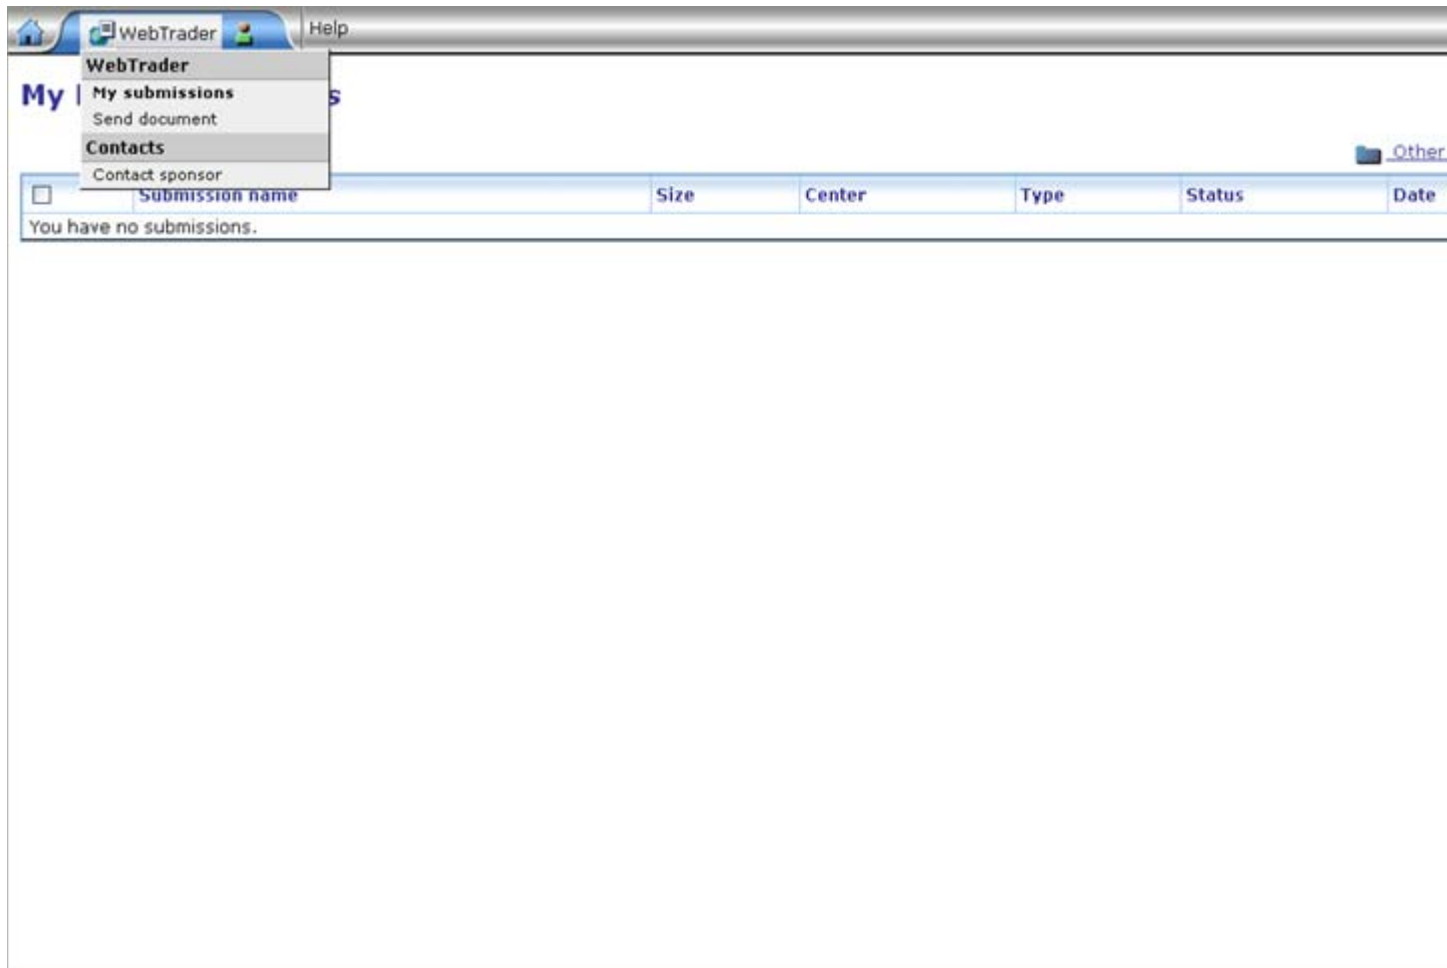 WebTrader Help
WebTrader
My submissions
Send document
Contacts
Contact sponsor
My
Other
Submission name Size Center Type Status Date
You have no submissions.